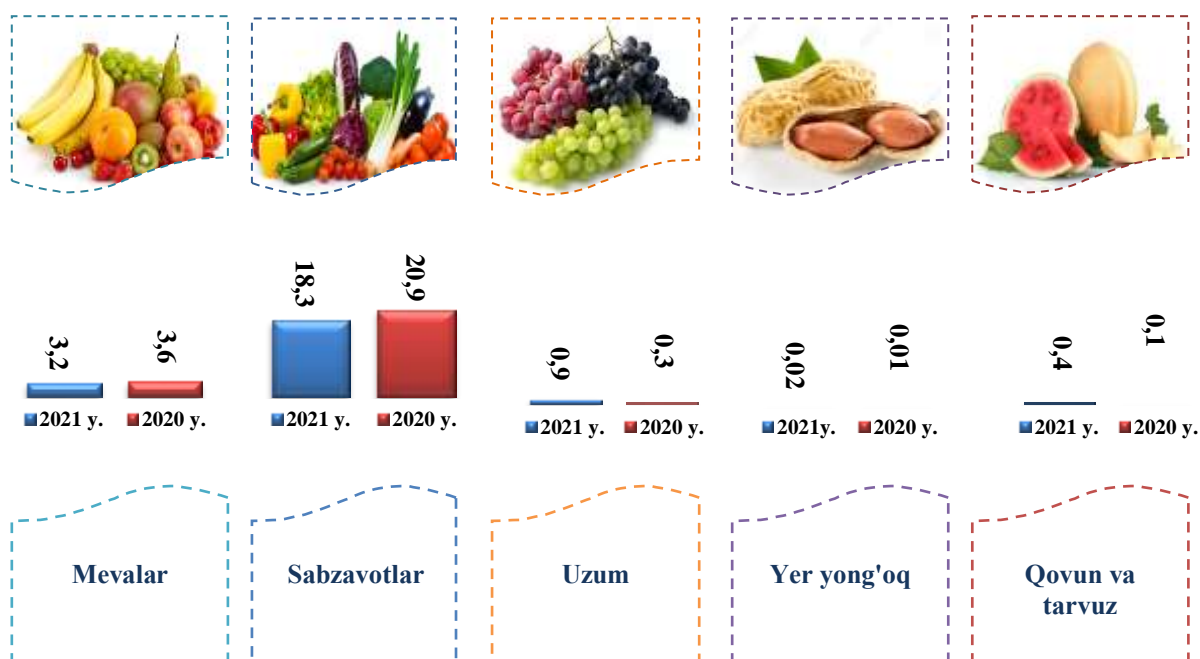 18,3
20,9
3,2
3,6
0,9
0,3
0,02
0,01
0,4
0,1
2021 y.
2020 y.
2021 y.
2020 y.
2021 y.
2020 y.
2021y.
2020 y.
2021 y.
2020 y.
Mevalar
Sabzavotlar
Uzum
Yer yong'oq
Qovun va
tarvuz